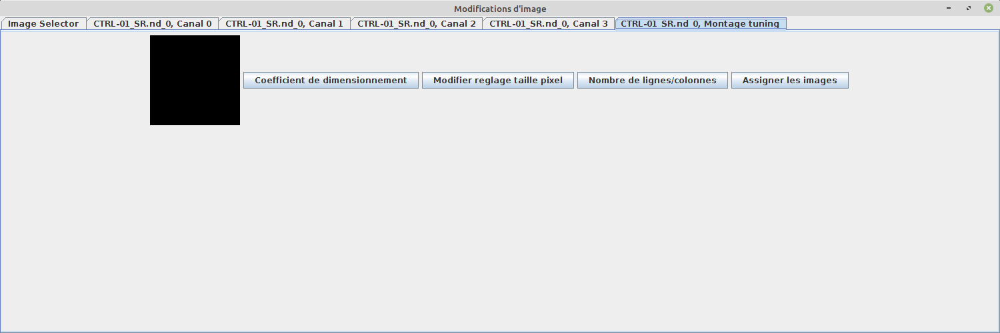 Modifications d'image
Image Selector CTRL-01_SR.nd_0, Canal 0 CTRL-01_SR.nd_0, Canal 1 CTRL-01_SR.nd_0, Canal 2 CTRL-01_SR.nd_0, Canal 3 CTRL-01_SR.nd_0, Montage tuning
Coefficient de dimensionnement Modifier reglage taille pixel Nombre de lignes/colonnes Assigner les images